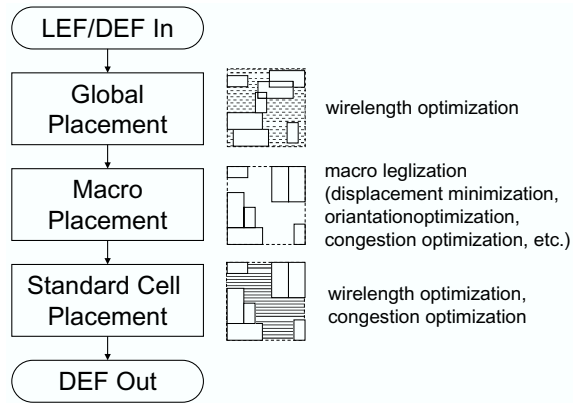 LEF/DEF In
Global
Placement
wirelength optimization
Macro
Placement
macro leglization
(displacement minimization,
oriantationoptimization,
congestion optimization, etc.)
Standard Cell
Placement
wirelength optimization,
congestion optimization
DEF Out